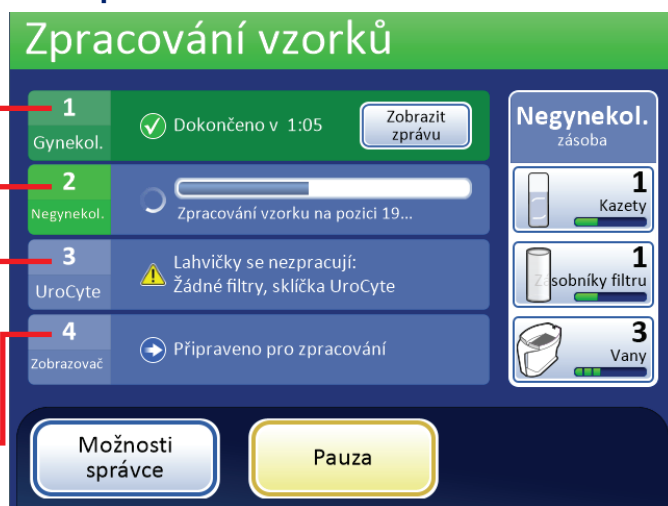 Zpracování vzorků
1
Gynekol.
Dokončeno v 1:05
Zobrazit
zprávu
2
Negynekol.
Zpracování vzorku na pozici 19...
3
UroCyte
Lahvičky se nezpracují:
Žádné filtry, sklíčka UroCyte
4
Zobrazovač
Připraveno pro zpracování
Negynekol.
zásoba
1
Kazety
1
Zásobníky filtru
3
Vany
Možnosti
správce
Pauza